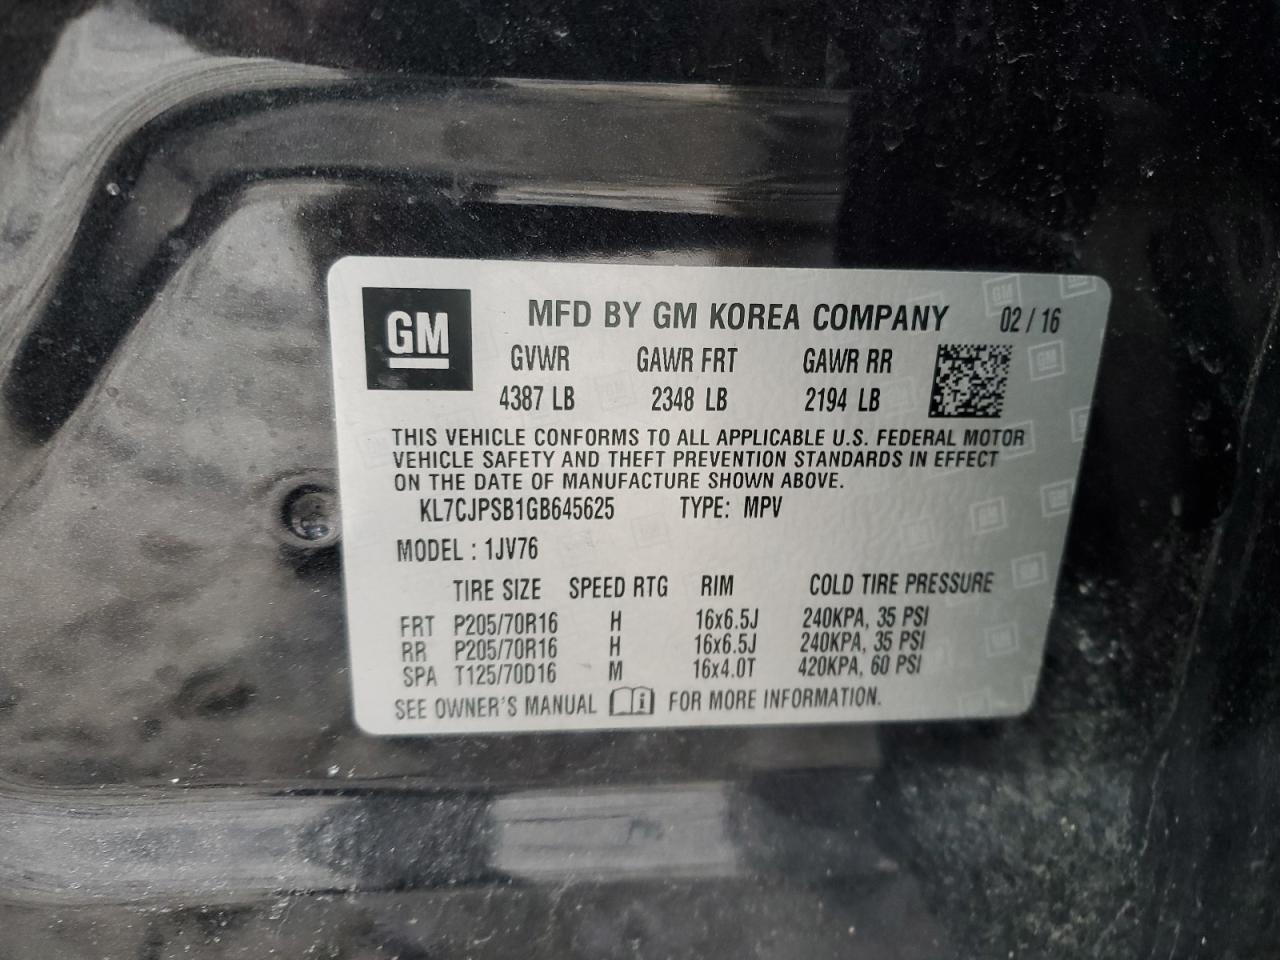 GM
MFD BY GM KOREA COMPANY 02 / 16
GVWR GAWR FRT GAWR RR
4387 LB 2348 LB 2194 LB
THIS VEHICLE CONFORMS TO ALL APPLICABLE U.S. FEDERAL MOTOR
VEHICLE SAFETY AND THEFT PREVENTION STANDARDS IN EFFECT
ON THE DATE OF MANUFACTURE SHOWN ABOVE.
KL7CJPSB1GB645625 TYPE: MPV
MODEL : 1JV76
TIRE SIZE SPEED RTG RIM COLD TIRE PRESSURE
FRT P205/70R16 H 16x6.5J 240KPA, 35 PSI
RR P205/70R16 H 16x6.5J 240KPA, 35 PSI
SPA T125/70D16 M 16x4.0T 420KPA, 60 PSI
SEE OWNER'S MANUAL i FOR MORE INFORMATION.